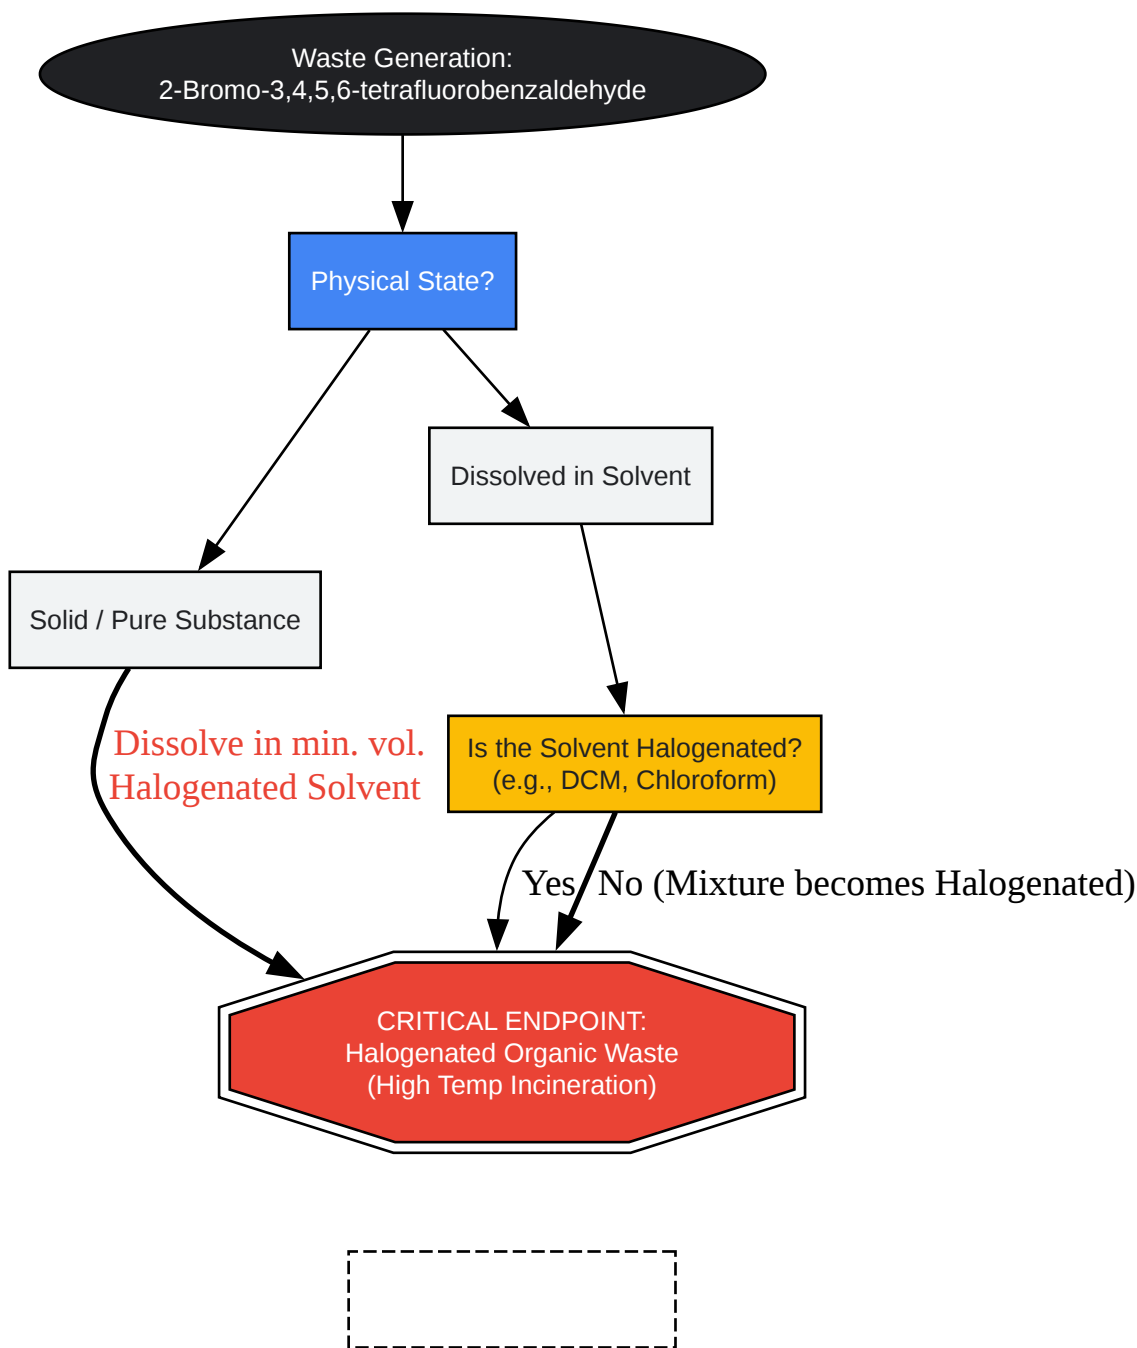 Waste Generation:
2-Bromo-3,4,5,6-tetrafluorobenzaldehyde
Physical State?
Dissolved in Solvent
Solid / Pure Substance
Dissolve in min. vol.
Halogenated Solvent
Is the Solvent Halogenated?
(e.g., DCM, Chloroform)
Yes
No (Mixture becomes Halogenated)
CRITICAL ENDPOINT:
Halogenated Organic Waste
(High Temp Incineration)